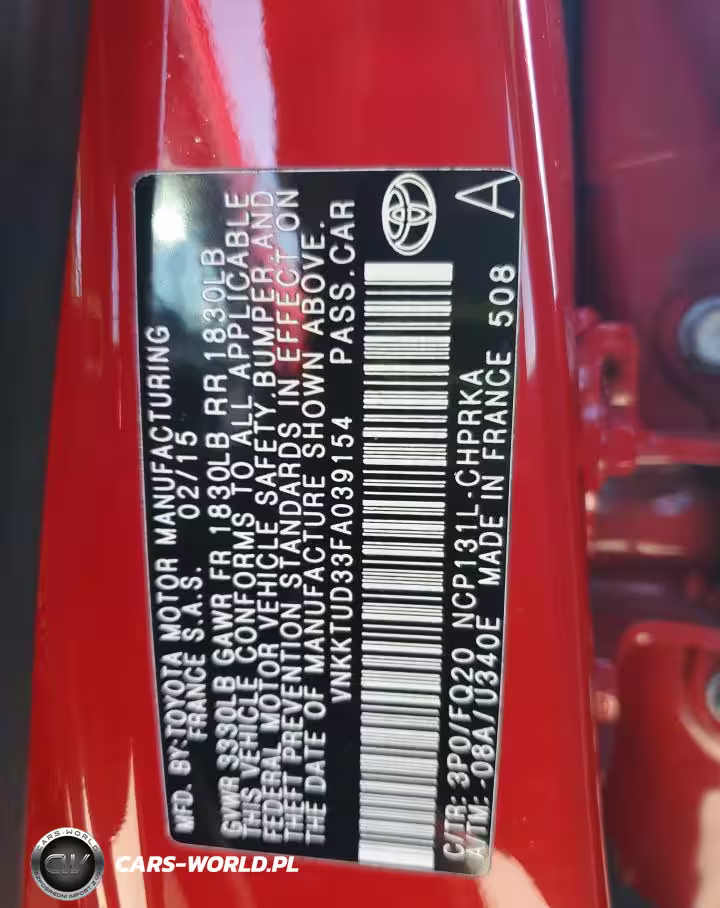 MFD. BY:TOYOTA MOTOR MANUFACTURING
FRANCE S.A.S. 02/15
GVWR 3330LB GAWR FR 1830LB RR 1830LB
THIS VEHICLE CONFORMS TO ALL APPLICABLE
FEDERAL MOTOR VEHICLE SAFETY,BUMPER,AND
THEFT PREVENTION STANDARDS IN EFFECT ON
THE DATE OF MANUFACTURE SHOWN ABOVE.
VNKKTUD33FA039154 PASS.CAR
C/TR: 3P0/FQ20 NCP131L-CHPRKA
A/TM: -08A/U340E MADE IN FRANCE 508
A
CARS-WORLD
CW
CARS-WORLD.PL